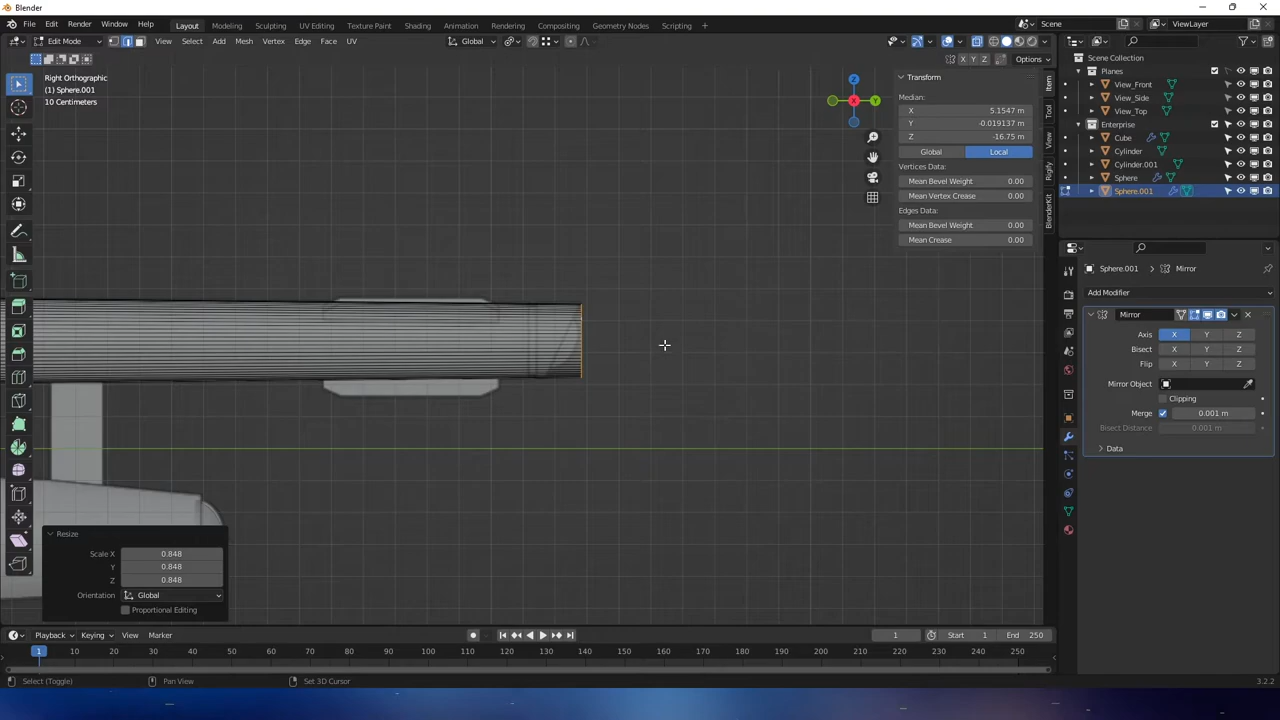 Blender
File Edit Render Window Help Layout Modeling Sculpting UV Editing Texture Paint Shading Animation Rendering Compositing Geometry Nodes Scripting + Scene ViewLayer
Edit Mode View Select Add Mesh Vertex Edge Face UV Global
X Y Z Options
Right Orthographic
(1) Sphere.001
10 Centimeters
Z
X
Y
Transform
Median:
X 5.1547 m
Y -0.019137 m
Z -16.75 m
Global Local
Vertices Data:
Mean Bevel Weight 0.00
Mean Vertex Crease 0.00
Edges Data:
Mean Bevel Weight 0.00
Mean Crease 0.00
Item
Tool
View
Rigify
BlenderKit
Scene Collection
Planes
View_Front
View_Side
View_Top
Enterprise
Cube
Cylinder
Cylinder.001
Sphere
Sphere.001
Sphere.001 > Mirror
Add Modifier
Mirror
Axis X Y Z
Bisect X Y Z
Flip X Y Z
Mirror Object
Clipping
Merge 0.001 m
Bisect Distance 0.001 m
Data
Resize
Scale X 0.848
Y 0.848
Z 0.848
Orientation Global
Proportional Editing
Playback Keying View Marker 1 Start 1 End 250
1 10 20 30 40 50 60 70 80 90 100 110 120 130 140 150 160 170 180 190 200 210 220 230 240 250
Select (Toggle) Pan View Set 3D Cursor 3.2.2